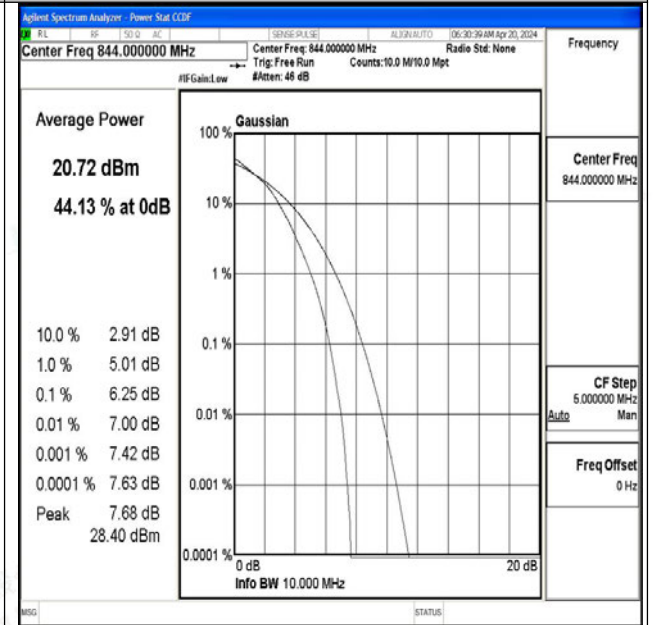 Agilent Spectrum Analyzer - Power Stat CCDF
RL RF 50 Ω AC SENSE:PULSE ALIGNAUTO 06:30:39 AM Apr 20, 2024
Center Freq 844.000000 MHz
Center Freq: 844.000000 MHz Radio Std: None
Trig: Free Run Counts:10.0 M/10.0 Mpt
#IFGain:Low #Atten: 46 dB
Frequency
Average Power
20.72 dBm
44.13 % at 0dB
10.0 % 2.91 dB
1.0 % 5.01 dB
0.1 % 6.25 dB
0.01 % 7.00 dB
0.001 % 7.42 dB
0.0001 % 7.63 dB
Peak 7.68 dB
28.40 dBm
Gaussian
100 %
10 %
1 %
0.1 %
0.01 %
0.001 %
0.0001 %
0 dB 20 dB
Info BW 10.000 MHz
Center Freq
844.000000 MHz
CF Step
5.000000 MHz
Auto Man
Freq Offset
0 Hz
MSG STATUS